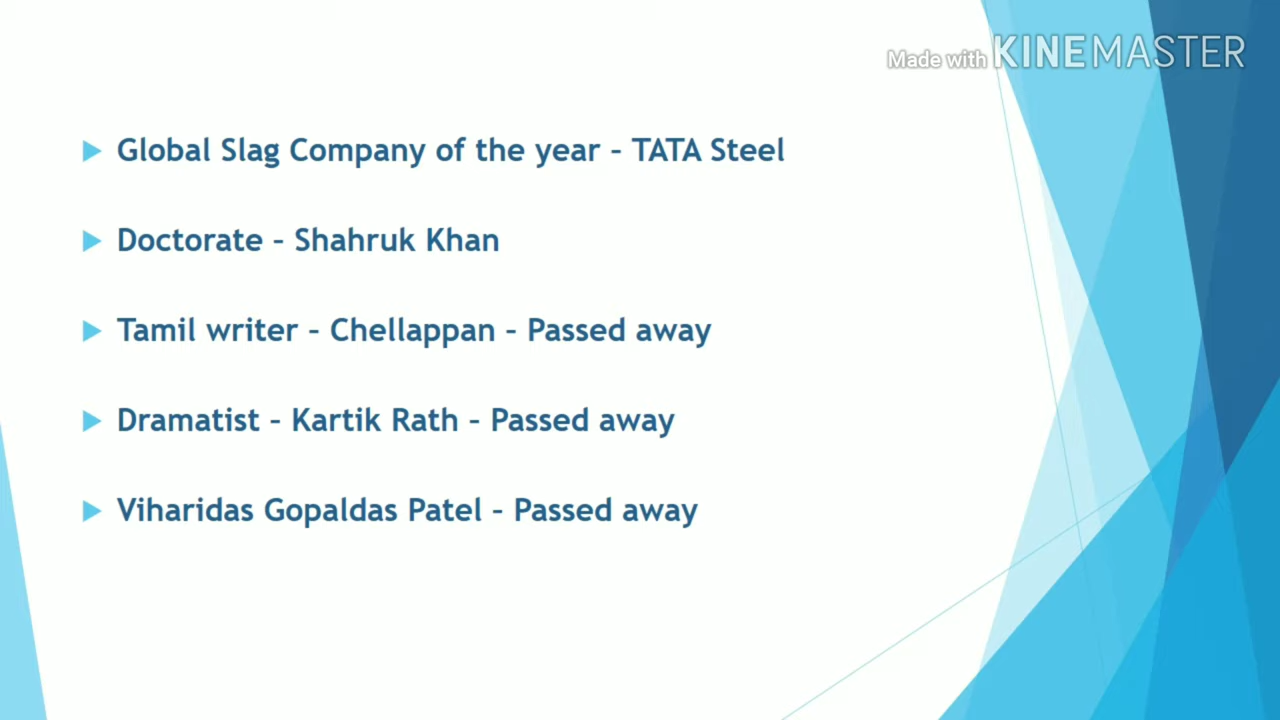 Made with KINEMASTER
Global Slag Company of the year – TATA Steel
Doctorate – Shahruk Khan
Tamil writer – Chellappan – Passed away
Dramatist – Kartik Rath – Passed away
Viharidas Gopaldas Patel – Passed away